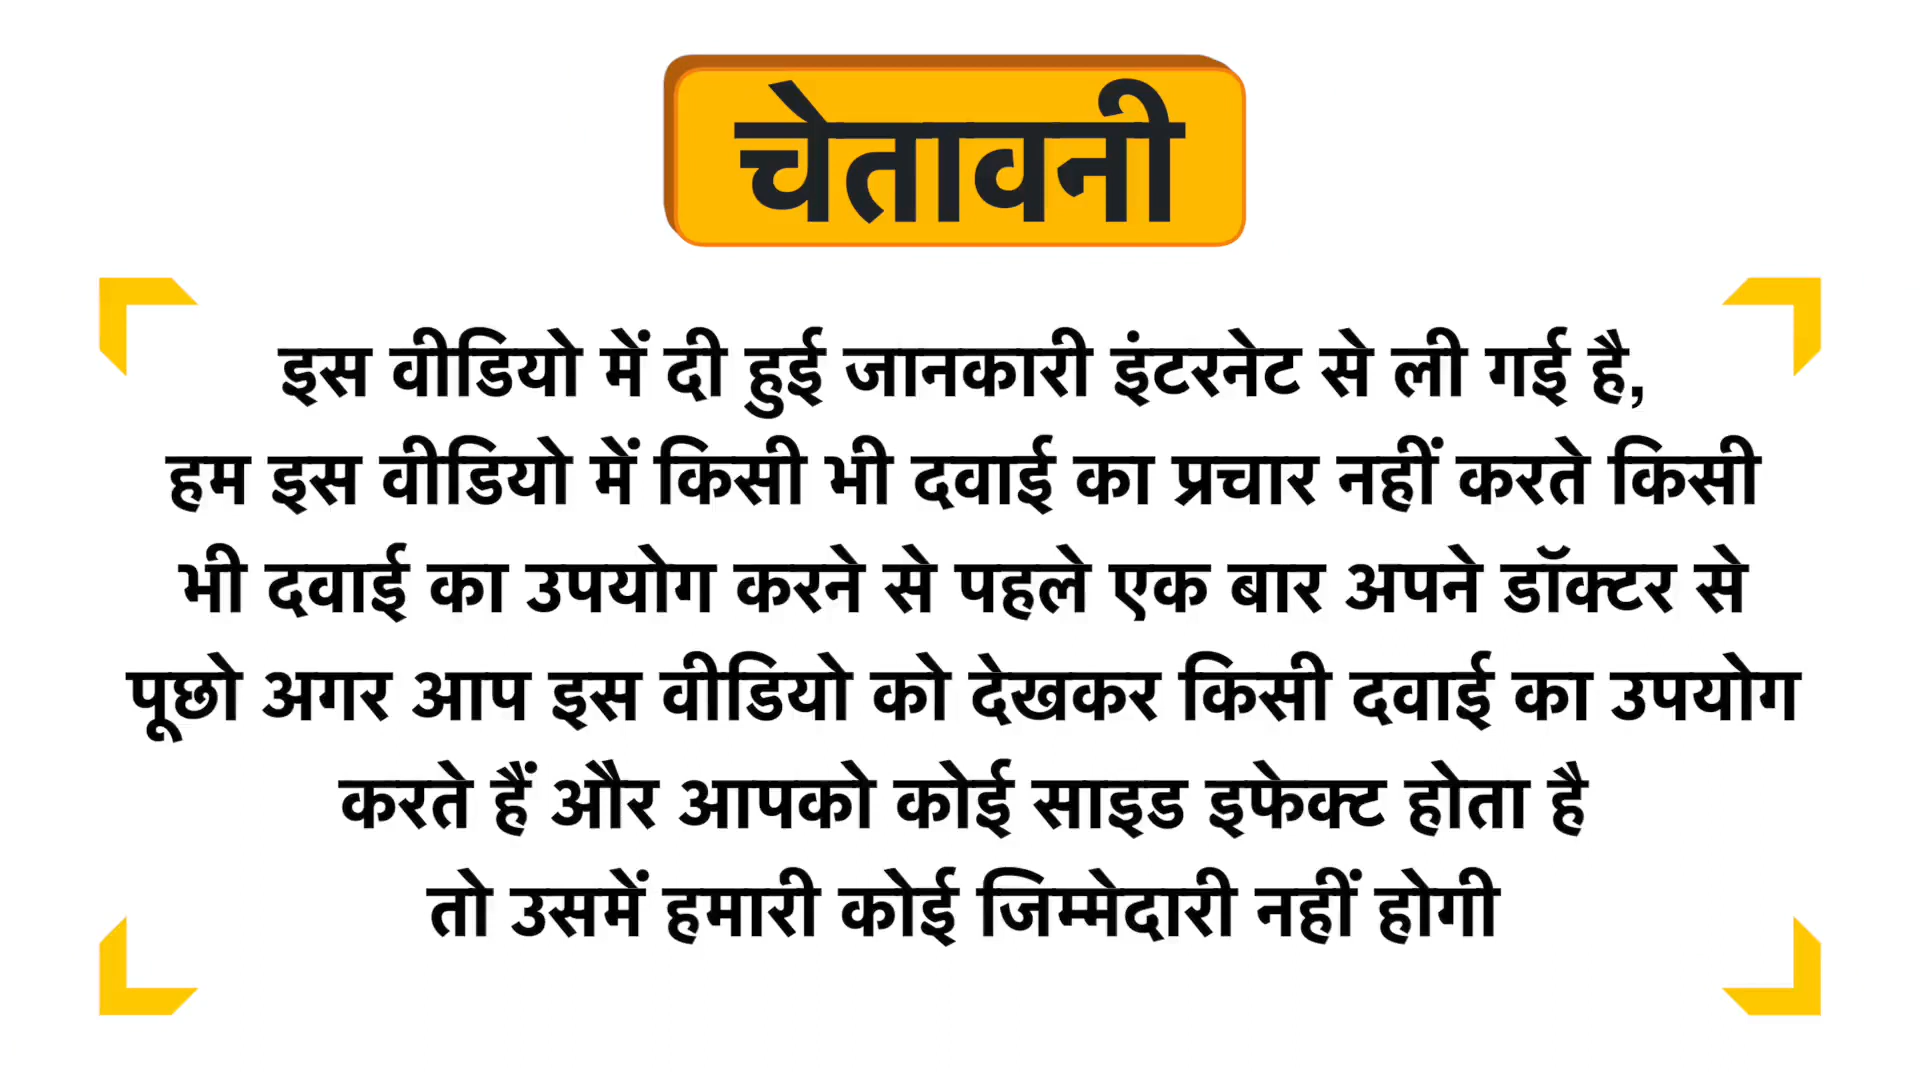 चेतावनी
इस वीडियो में दी हुई जानकारी इंटरनेट से ली गई है,
हम इस वीडियो में किसी भी दवाई का प्रचार नहीं करते किसी
भी दवाई का उपयोग करने से पहले एक बार अपने डॉक्टर से
पूछो अगर आप इस वीडियो को देखकर किसी दवाई का उपयोग
करते हैं और आपको कोई साइड इफेक्ट होता है
तो उसमें हमारी कोई जिम्मेदारी नहीं होगी